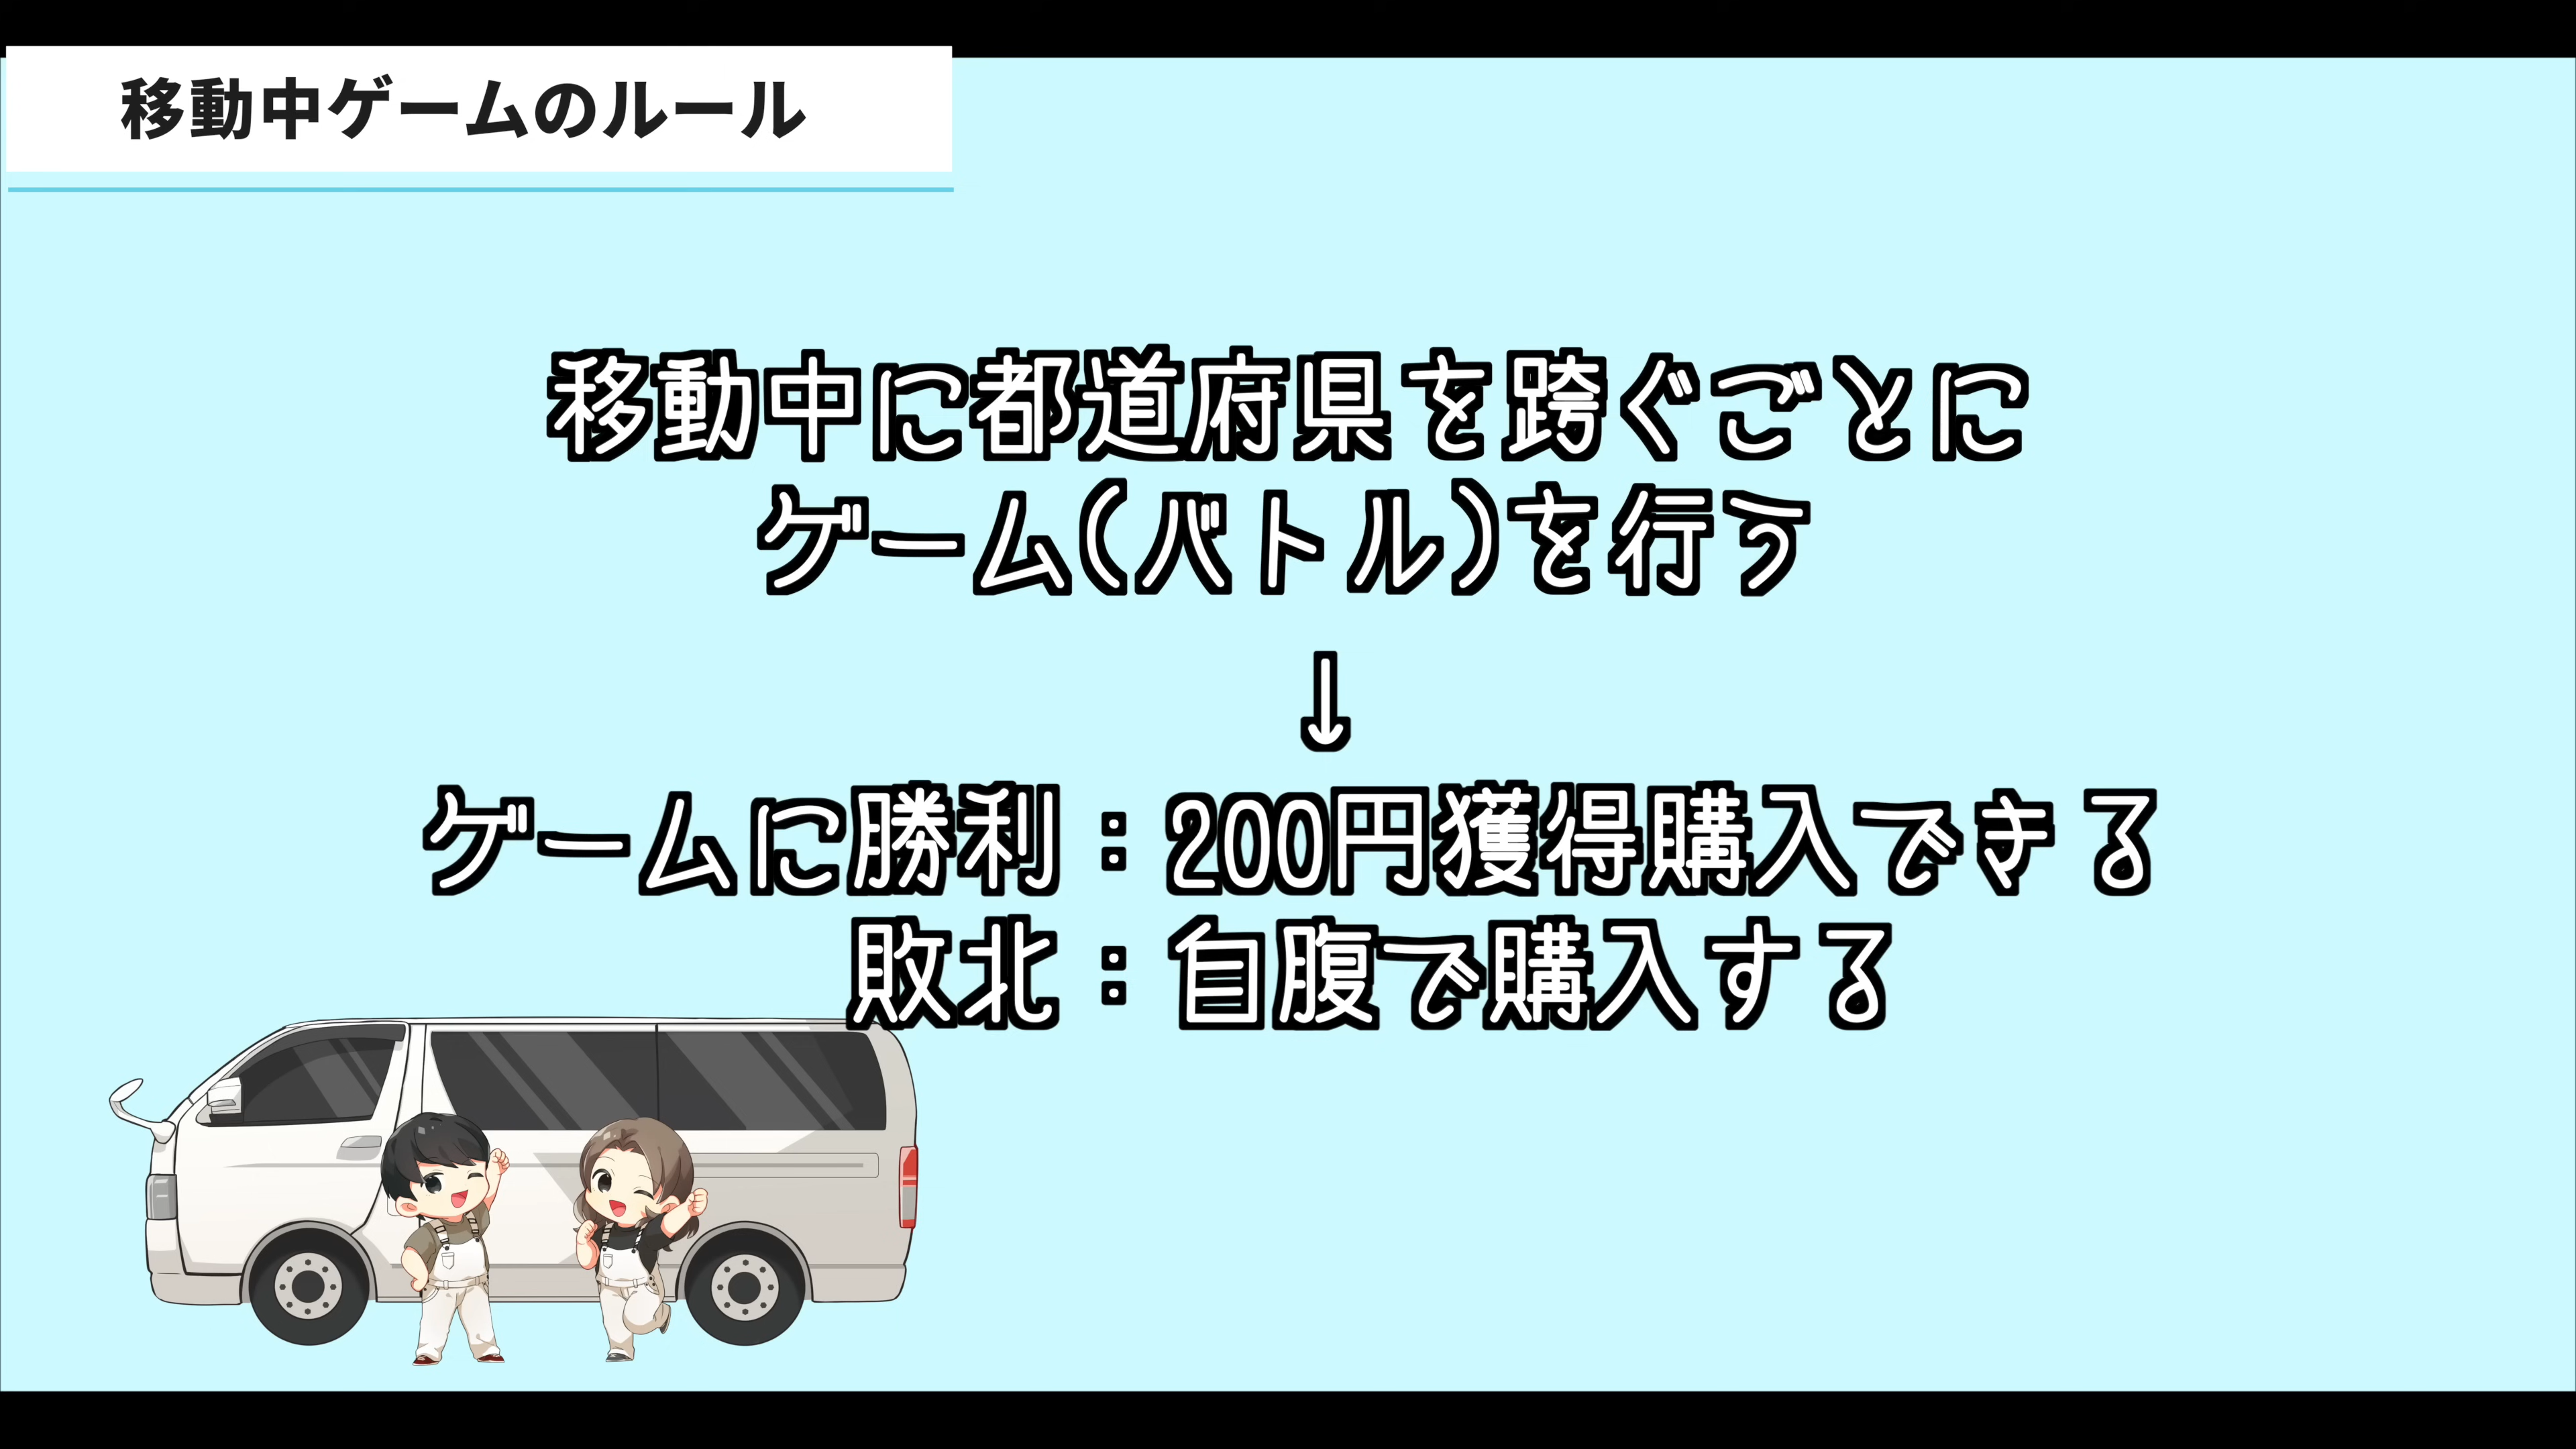 移動中ゲームのルール
移動中に都道府県を跨ぐごとに
ゲーム(バトル)を行う
↓
ゲームに勝利：200円獲得購入できる
敗北：自腹で購入する